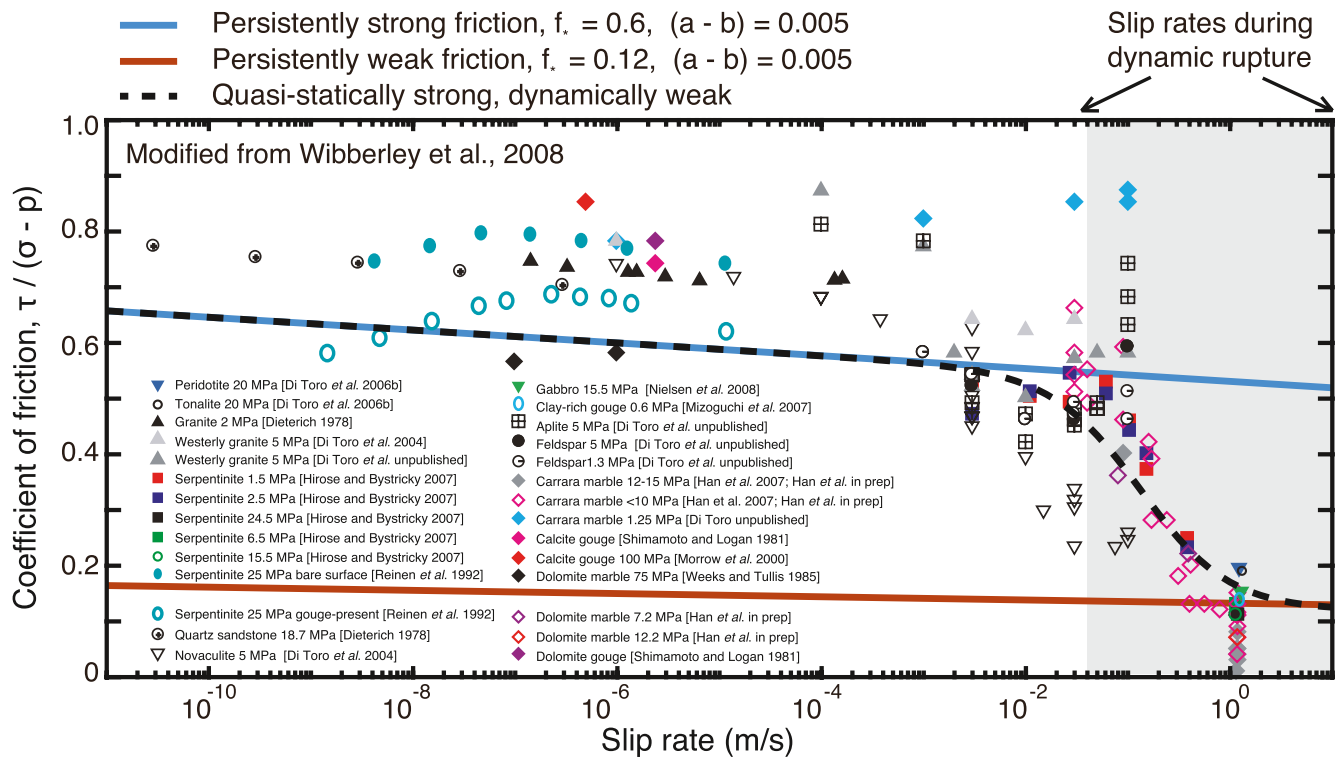 Persistently strong friction, f* = 0.6, (a - b) = 0.005
Persistently weak friction, f* = 0.12, (a - b) = 0.005
Quasi-statically strong, dynamically weak
Slip rates during
dynamic rupture
Modified from Wibberley et al., 2008
Coefficient of friction, τ / (σ - p)
1.0
0.8
0.6
0.4
0.2
0
Peridotite 20 MPa [Di Toro et al. 2006b]
Tonalite 20 MPa [Di Toro et al. 2006b]
Granite 2 MPa [Dieterich 1978]
Westerly granite 5 MPa [Di Toro et al. 2004]
Westerly granite 5 MPa [Di Toro et al. unpublished]
Serpentinite 1.5 MPa [Hirose and Bystricky 2007]
Serpentinite 2.5 MPa [Hirose and Bystricky 2007]
Serpentinite 24.5 MPa [Hirose and Bystricky 2007]
Serpentinite 6.5 MPa [Hirose and Bystricky 2007]
Serpentinite 15.5 MPa [Hirose and Bystricky 2007]
Serpentinite 25 MPa bare surface [Reinen et al. 1992]
Serpentinite 25 MPa gouge-present [Reinen et al. 1992]
Quartz sandstone 18.7 MPa [Dieterich 1978]
Novaculite 5 MPa [Di Toro et al. 2004]
Gabbro 15.5 MPa [Nielsen et al. 2008]
Clay-rich gouge 0.6 MPa [Mizoguchi et al. 2007]
Aplite 5 MPa [Di Toro et al. unpublished]
Feldspar 5 MPa [Di Toro et al. unpublished]
Feldspar1.3 MPa [Di Toro et al. unpublished]
Carrara marble 12-15 MPa [Han et al. 2007; Han et al. in prep]
Carrara marble <10 MPa [Han et al. 2007; Han et al. in prep]
Carrara marble 1.25 MPa [Di Toro unpublished]
Calcite gouge [Shimamoto and Logan 1981]
Calcite gouge 100 MPa [Morrow et al. 2000]
Dolomite marble 75 MPa [Weeks and Tullis 1985]
Dolomite marble 7.2 MPa [Han et al. in prep]
Dolomite marble 12.2 MPa [Han et al. in prep]
Dolomite gouge [Shimamoto and Logan 1981]
10^-10 10^-8 10^-6 10^-4 10^-2 10^0
Slip rate (m/s)